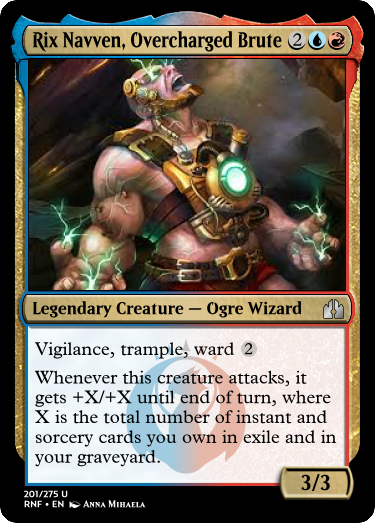 Rix Navven, Overcharged Brute 2
Legendary Creature — Ogre Wizard
Vigilance, trample, ward 2
Whenever this creature attacks, it
gets +X/+X until end of turn, where
X is the total number of instant and
sorcery cards you own in exile and in
your graveyard.
3/3
201/275 U
RNF • EN Anna Mihaela